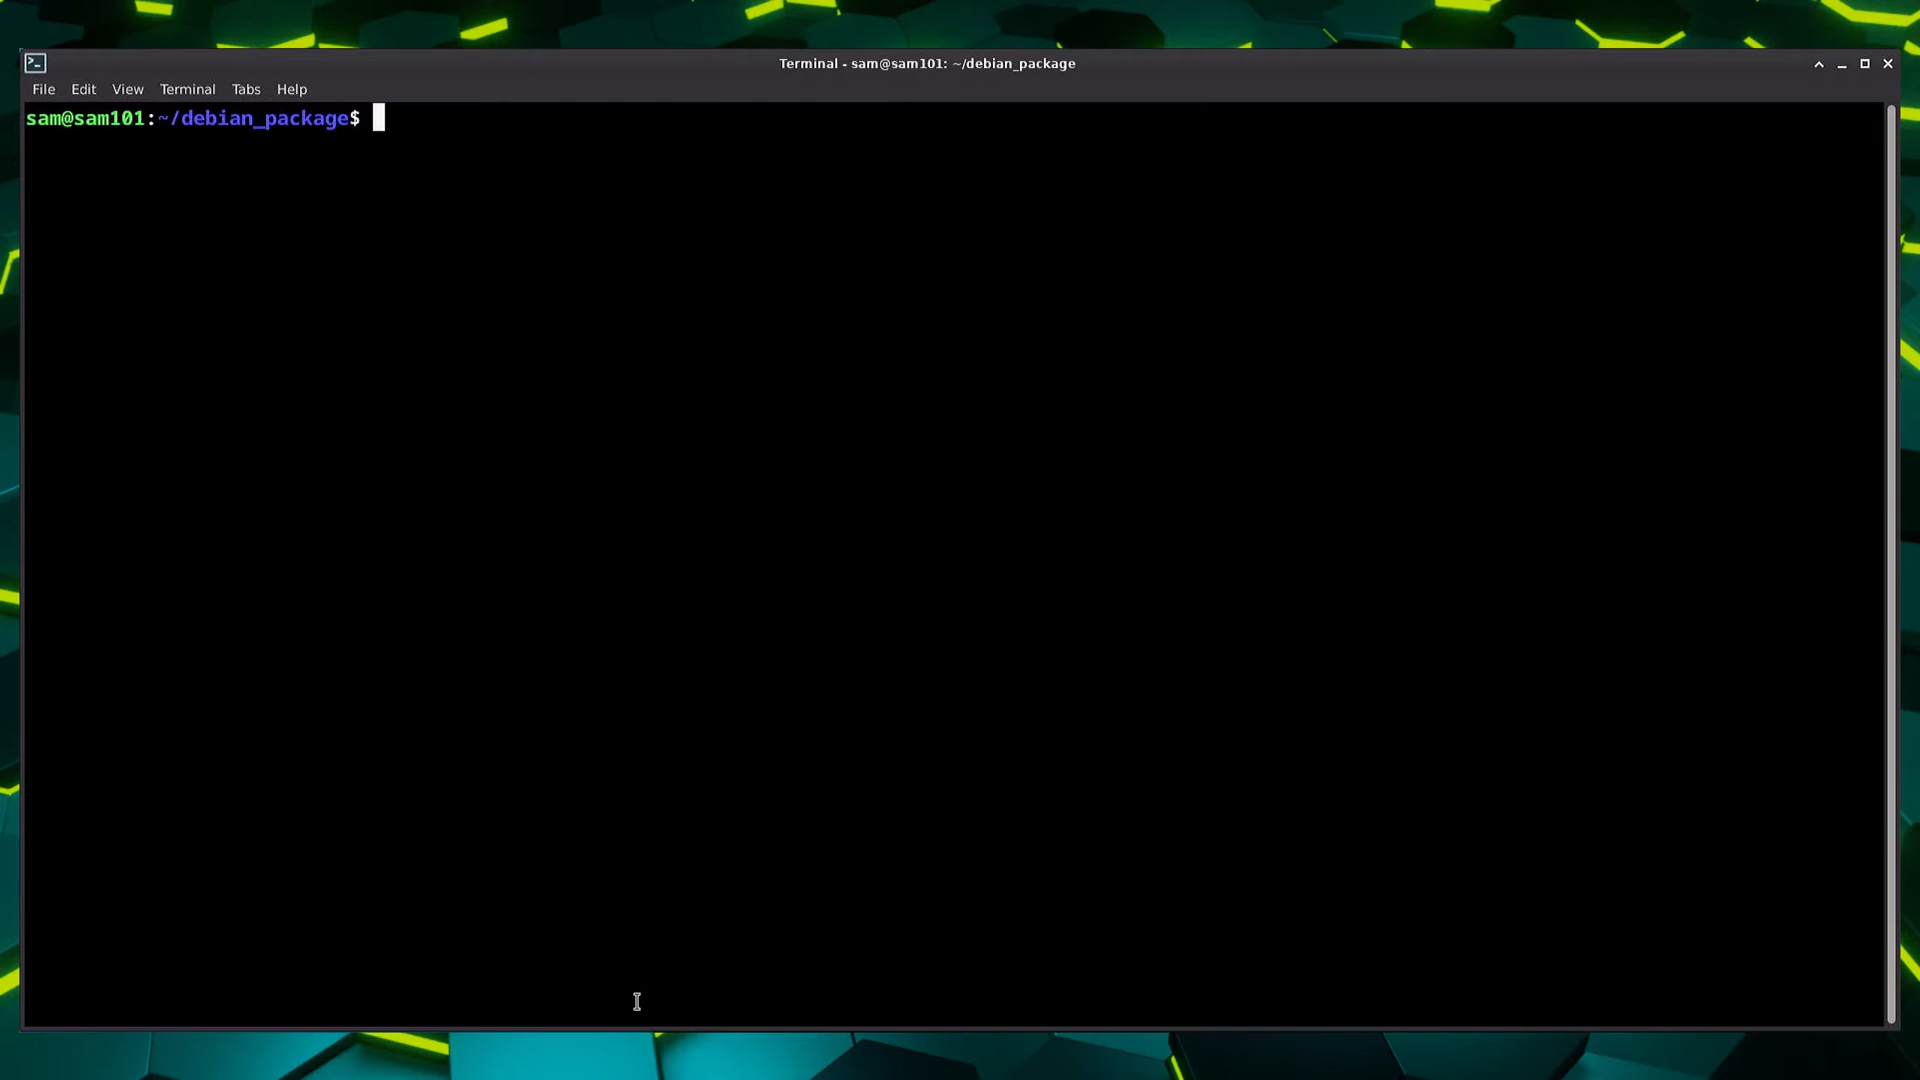 Terminal - sam@sam101: ~/debian_package
File Edit View Terminal Tabs Help
sam@sam101:~/debian_package$